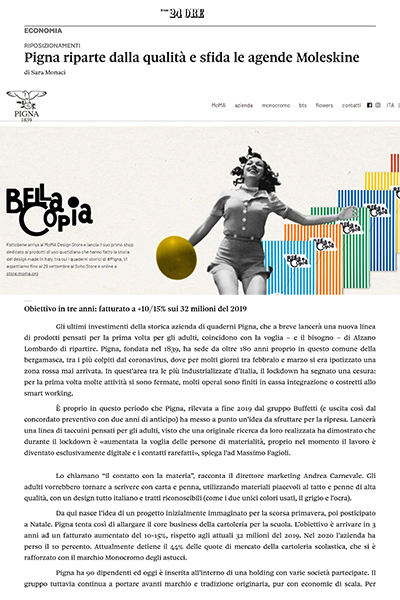 24 ORE
ECONOMIA
RIPOSIZIONAMENTI
Pigna riparte dalla qualità e sfida le agende Moleskine
di Sara Monaci
PIGNA
1839
MoMA azienda monocromo bts flowers contatti ITA
BELLA
COPIA
Fattobene arriva al MoMA Design Store e lancia il suo primo shop
dedicato ai prodotti di uso quotidiano che hanno fatto la storia
del design made in Italy, tra cui i quaderni storici di #Pigna. Vi
aspettiamo fino al 29 settembre al Soho Store e online a
store.moma.org
Obiettivo in tre anni: fatturato a +10/15% sui 32 milioni del 2019
Gli ultimi investimenti della storica azienda di quaderni Pigna, che a breve lancerà una nuova linea
di prodotti pensati per la prima volta per gli adulti, coincidono con la voglia – e il bisogno – di Alzano
Lombardo di ripartire. Pigna, fondata nel 1839, ha sede da oltre 180 anni proprio in questo comune della
bergamasca, tra i più colpiti dal coronavirus, dove per molti giorni tra febbraio e marzo si era ipotizzato una
zona rossa mai arrivata. In quest'area tra le più industrializzate d'Italia, il lockdown ha segnato una cesura:
per la prima volta molte attività si sono fermate, molti operai sono finiti in cassa integrazione o costretti allo
smart working,
È proprio in questo periodo che Pigna, rilevata a fine 2019 dal gruppo Buffetti (e uscita così dal
concordato preventivo con due anni di anticipo) ha messo a punto un'idea da sfruttare per la ripresa. Lancerà
una linea di taccuini pensati per gli adulti, visto che una originale ricerca da loro realizzata ha dimostrato che
durante il lockdown è «aumentata la voglia delle persone di materialità, proprio nel momento in lavoro è
diventato esclusivamente digitale e i contatti rarefatti», spiega l'ad Massimo Fagioli.
Lo chiamano "il contatto con la materia", racconta il direttore marketing Andrea Carnevale. Gli
adulti vorrebbero tornare a scrivere con carta e penna, utilizzando materiali piacevoli al tatto e penne di alta
qualità, con un design tutto italiano e tratti riconoscibili (come i due unici colori usati, il grigio e l'ocra).
Da qui nasce l'idea di un progetto inizialmente immaginato per la scorsa primavera, poi posticipato
a Natale. Pigna tenta così di allargare il core business della cartoleria per la scuola. L'obiettivo è arrivare in 3
anni ad un fatturato aumentato del 10-15%, rispetto agli attuali 32 milioni del 2019. Nel 2020 l'azienda ha
perso il 10 percento. Attualmente detiene il 44% delle quote di mercato della cartoleria scolastica, che si è
rafforzato con il marchio Monocromo degli astucci.
Pigna ha 90 dipendenti ed oggi è inserita all'interno di una holding con varie società partecipate. Il
gruppo tuttavia continua a portare avanti marchio e tradizione originaria, pur con economie di scala. Per